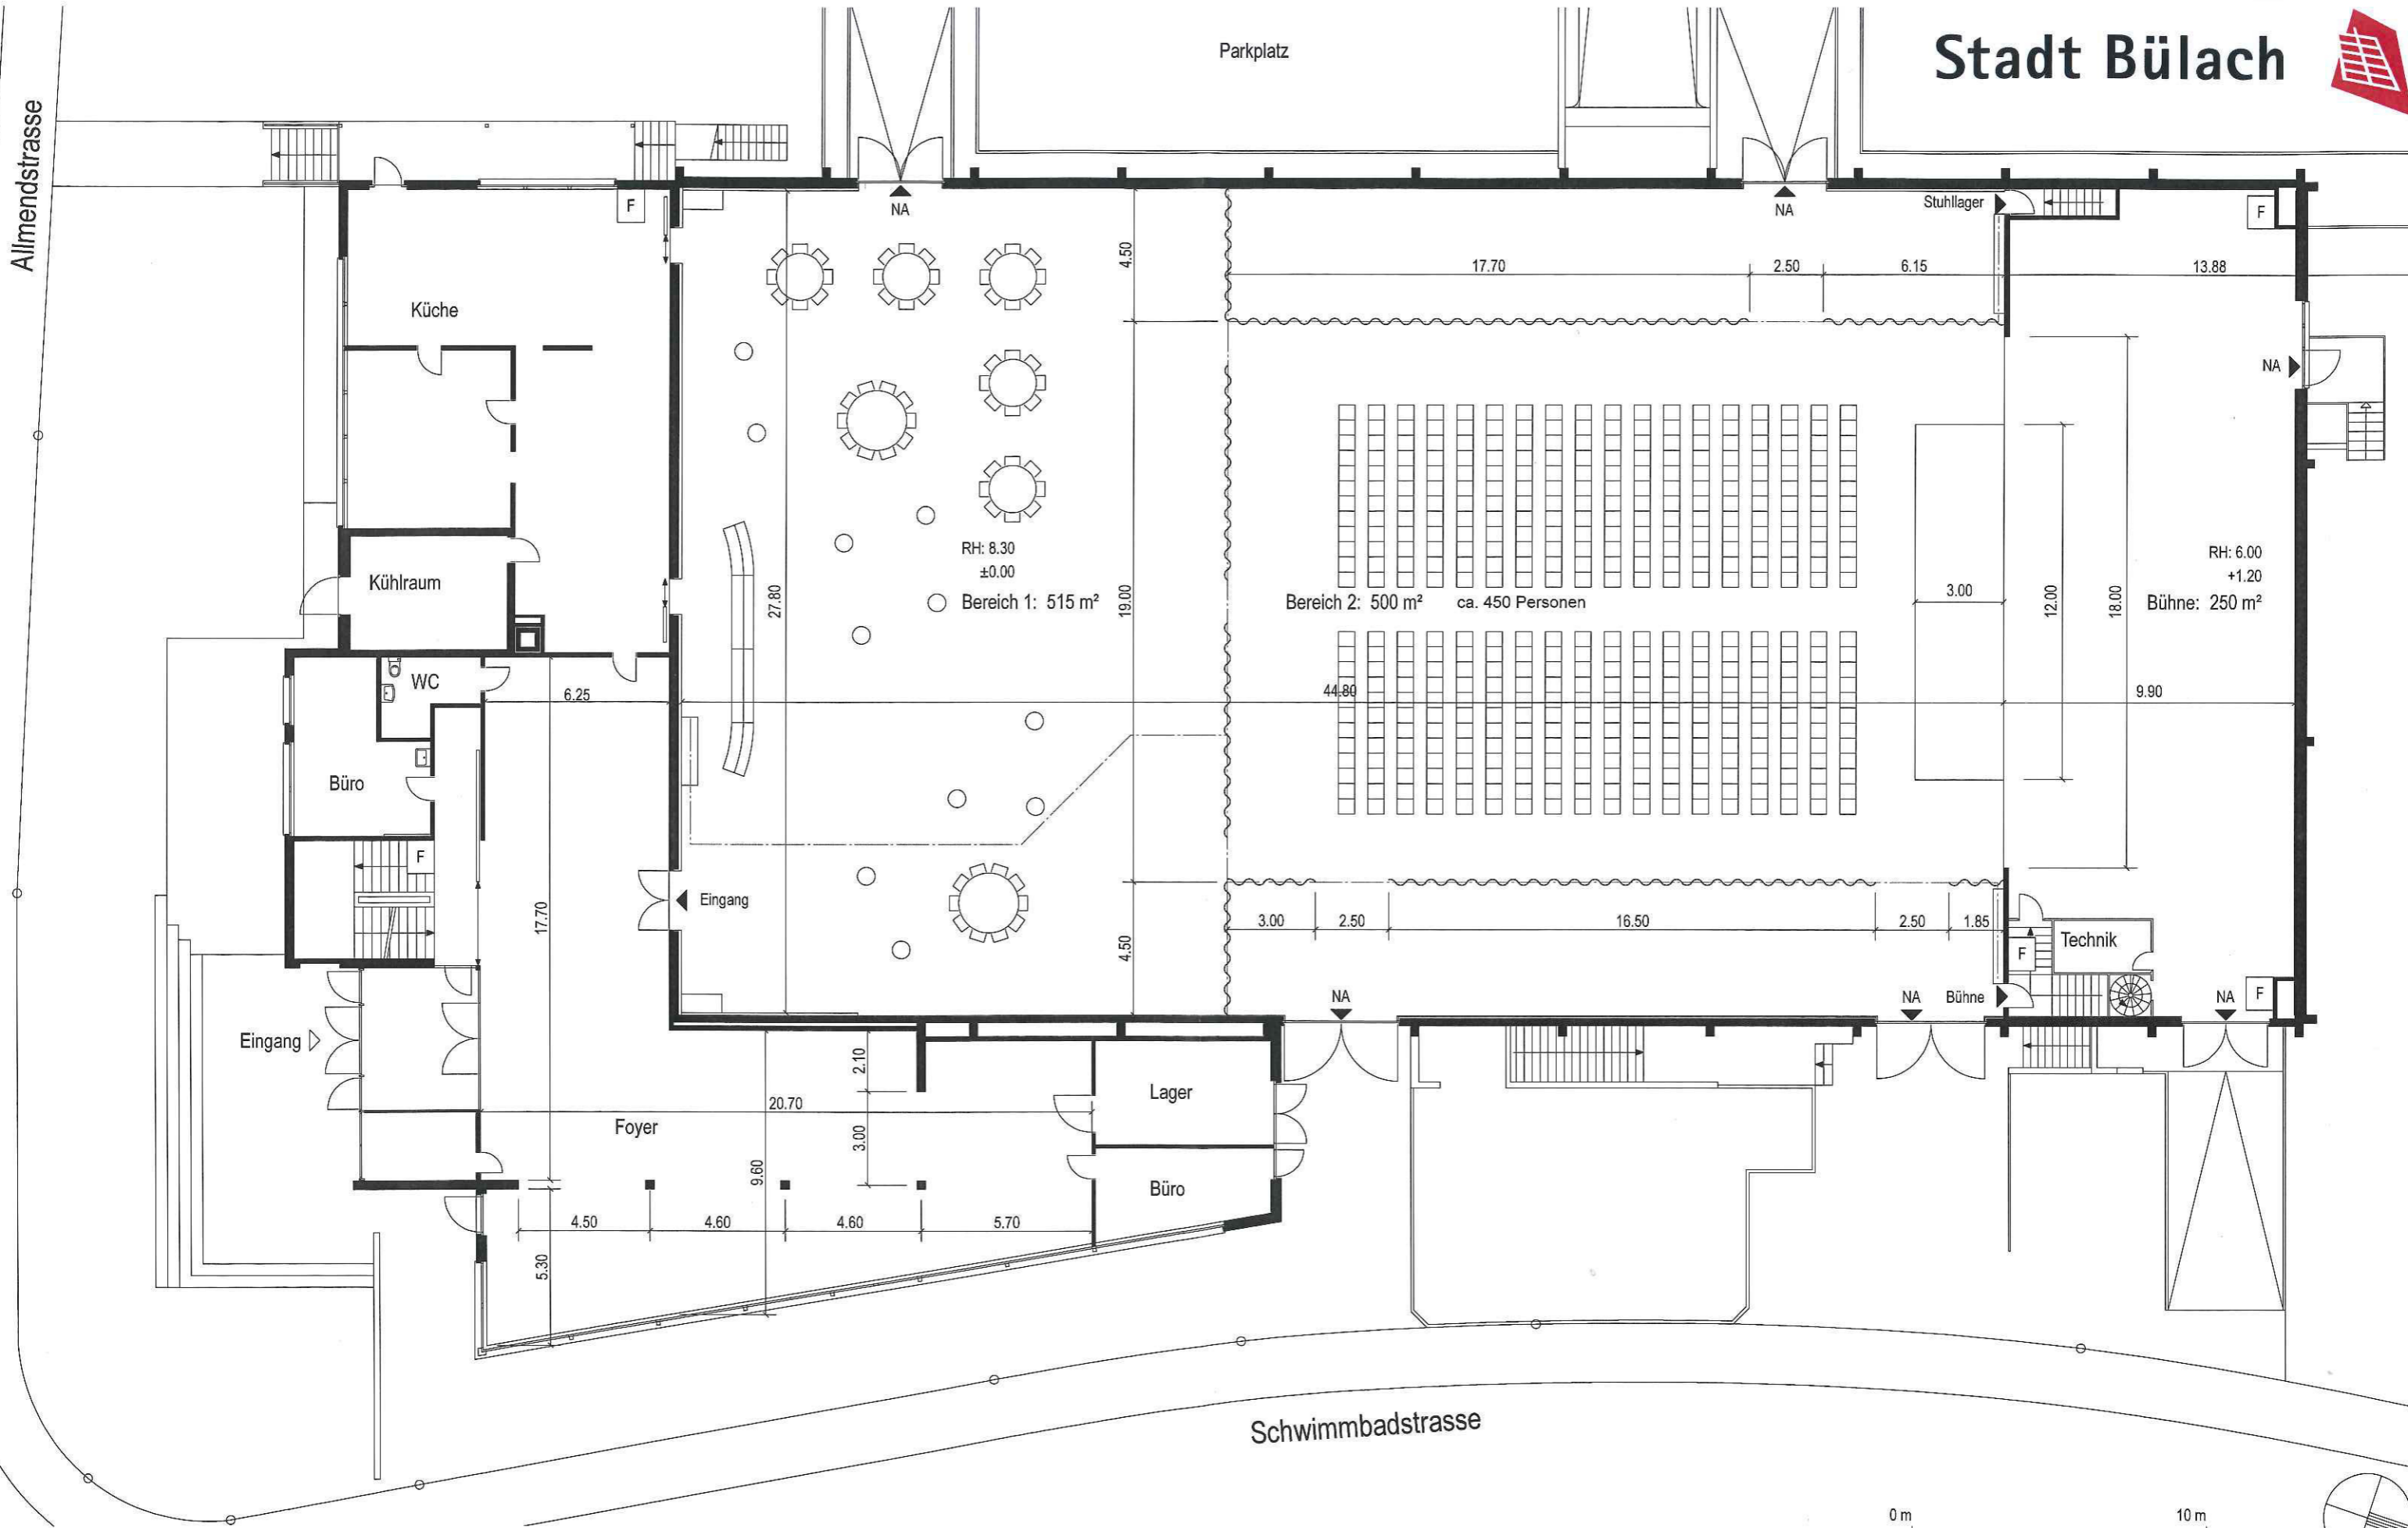 Parkplatz
Stadt Bülach
Allmendstrasse
F
NA
NA
Stuhllager
F
4.50
17.70
2.50
6.15
13.88
Küche
NA
RH: 8.30
±0.00
Bereich 1: 515 m²
Bereich 2: 500 m²
ca. 450 Personen
RH: 6.00
+1.20
Bühne: 250 m²
Kühlraum
27.80
19.00
3.00
12.00
18.00
WC
6.25
44.80
9.90
Büro
F
Eingang
17.70
3.00
2.50
16.50
2.50
1.85
4.50
Technik
F
Eingang
NA
NA
Bühne
NA
F
2.10
Lager
20.70
Foyer
3.00
9.60
Büro
4.50
4.60
4.60
5.70
5.30
Schwimmbadstrasse
0 m
10 m